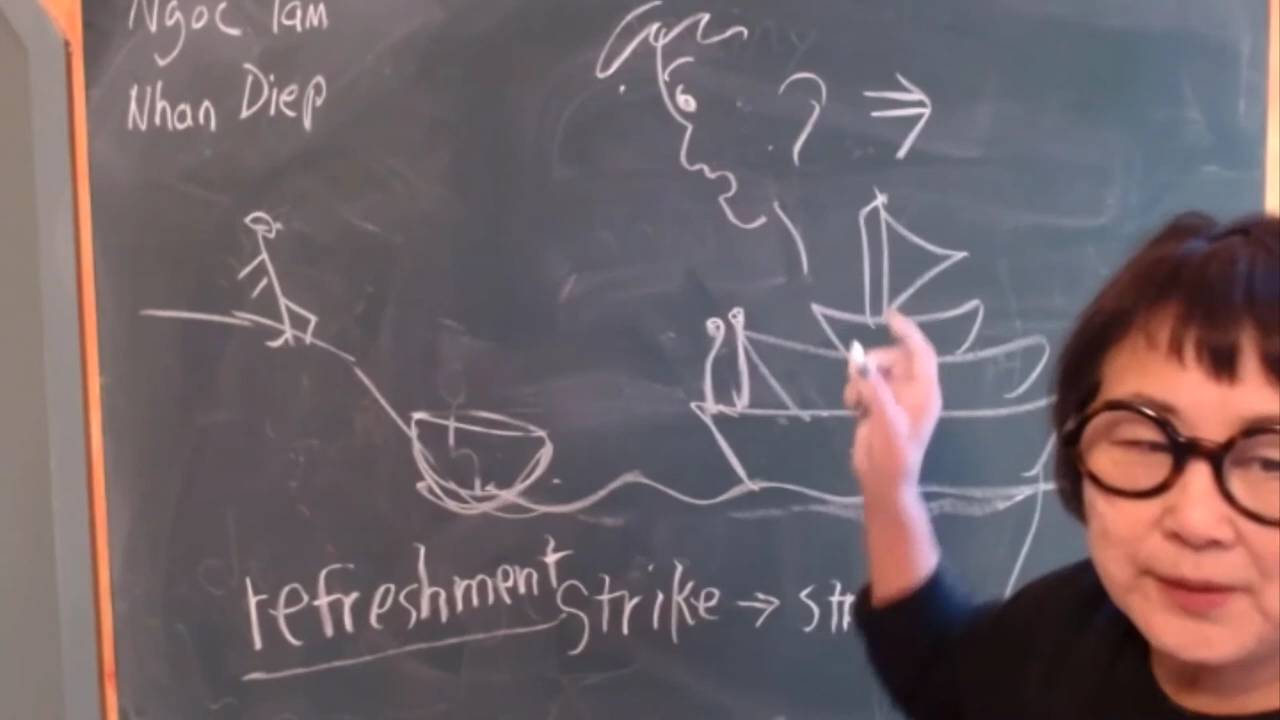 Ngoc Tam
Nhan Diep
? ⇒
refreshment strike → str